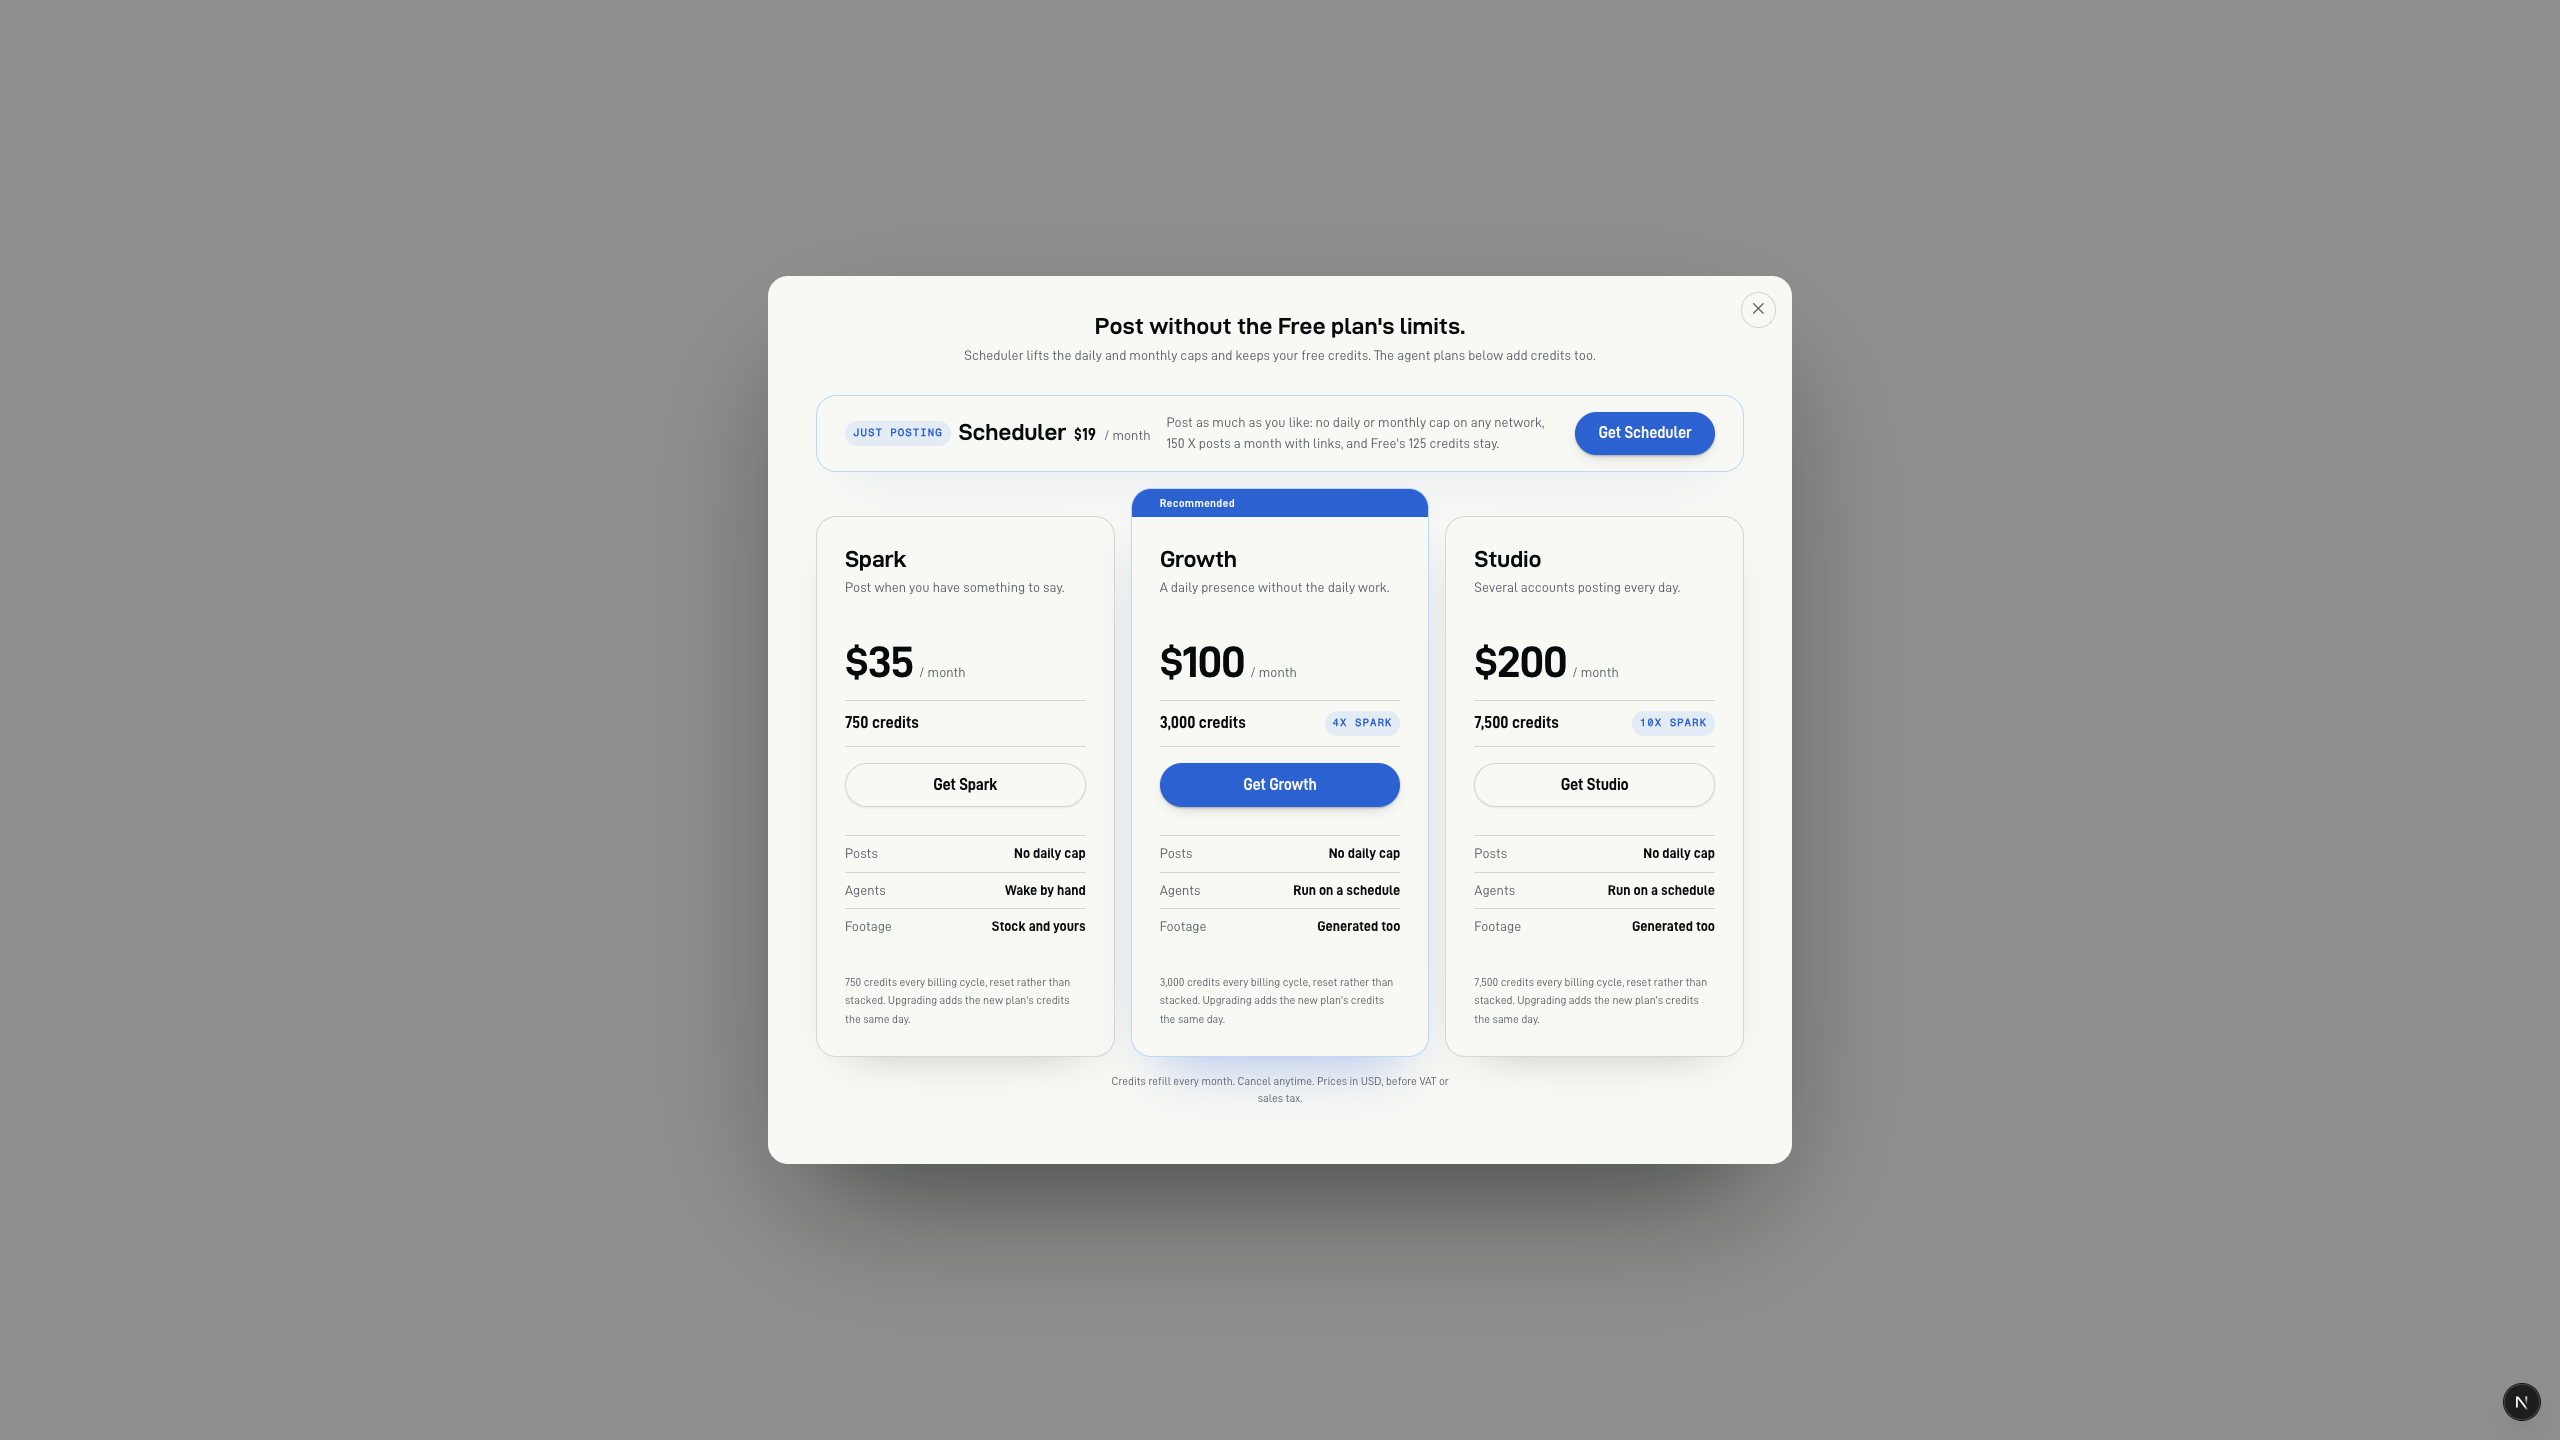 Post without the Free plan's limits.
Scheduler lifts the daily and monthly caps and keeps your free credits. The agent plans below add credits too.
JUST POSTING Scheduler $19 / month
Post as much as you like: no daily or monthly cap on any network,
150 X posts a month with links, and Free's 125 credits stay.
Get Scheduler
Spark
Post when you have something to say.
$35 / month
750 credits
Get Spark
Posts No daily cap
Agents Wake by hand
Footage Stock and yours
750 credits every billing cycle, reset rather than
stacked. Upgrading adds the new plan's credits
the same day.
Recommended
Growth
A daily presence without the daily work.
$100 / month
3,000 credits 4X SPARK
Get Growth
Posts No daily cap
Agents Run on a schedule
Footage Generated too
3,000 credits every billing cycle, reset rather than
stacked. Upgrading adds the new plan's credits
the same day.
Studio
Several accounts posting every day.
$200 / month
7,500 credits 10X SPARK
Get Studio
Posts No daily cap
Agents Run on a schedule
Footage Generated too
7,500 credits every billing cycle, reset rather than
stacked. Upgrading adds the new plan's credits
the same day.
Credits refill every month. Cancel anytime. Prices in USD, before VAT or
sales tax.
N